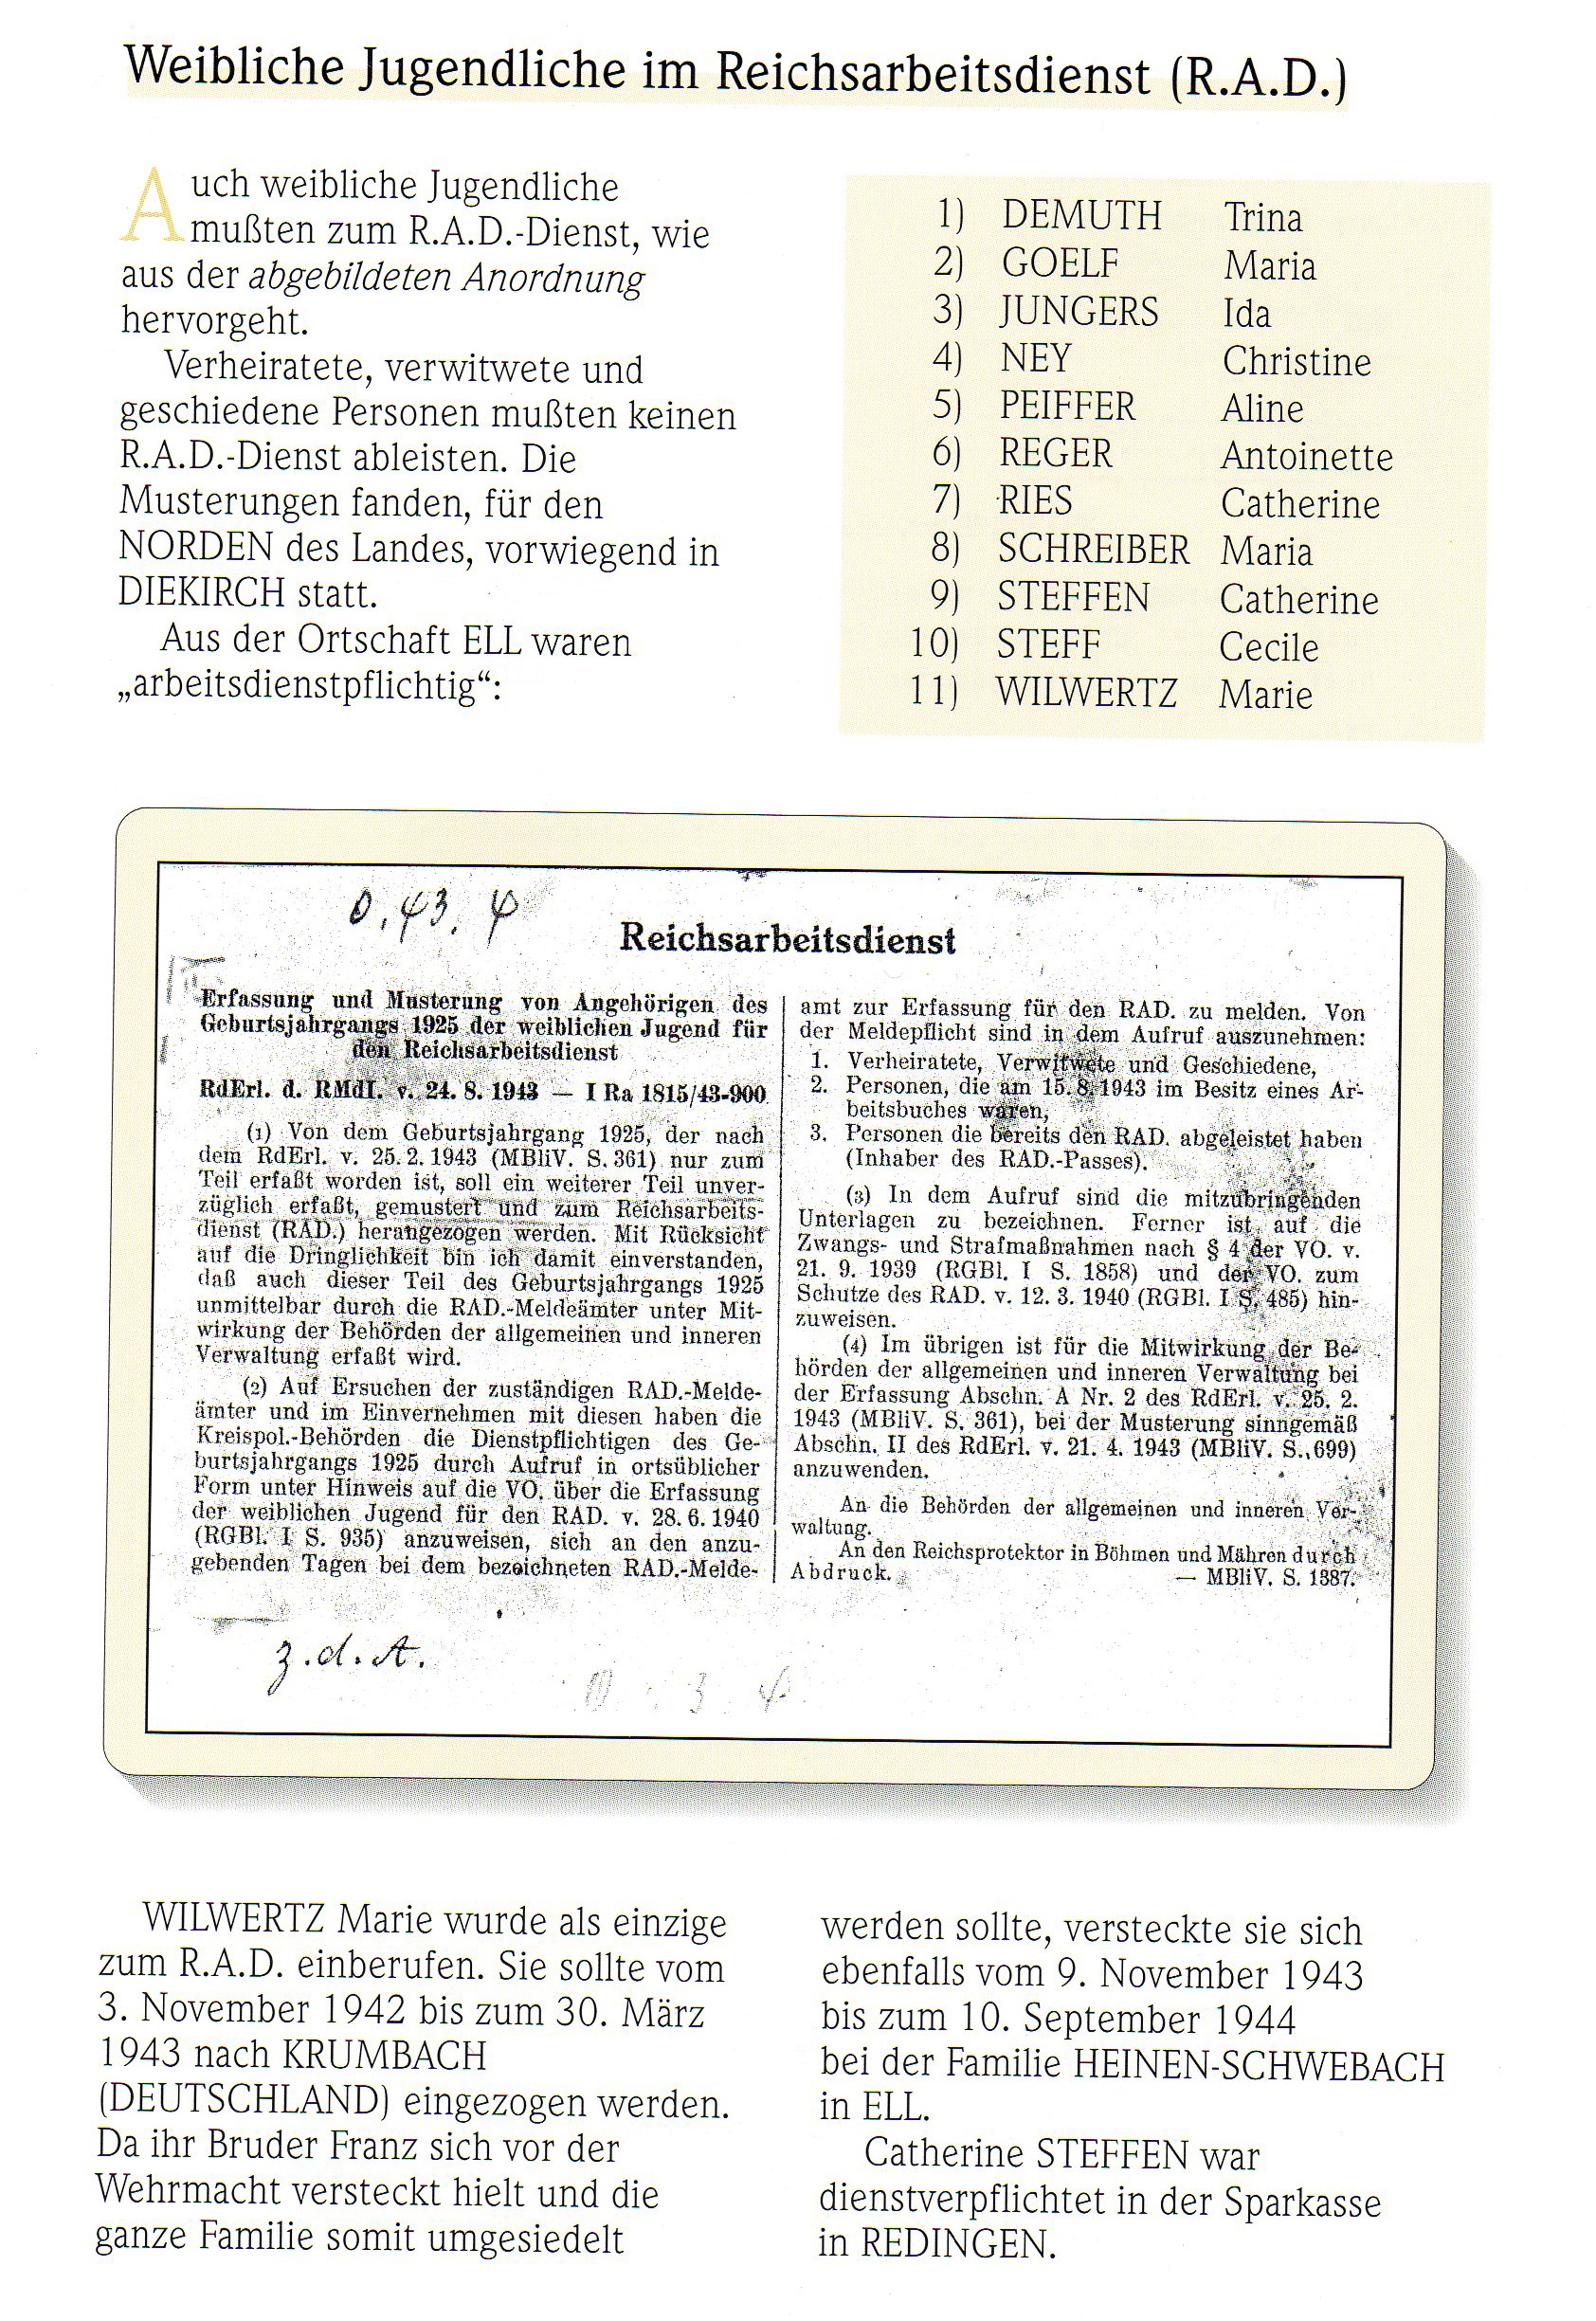 Weibliche Jugendliche im Reichsarbeitsdienst (R.A.D.)
Auch weibliche Jugendliche
mußten zum R.A.D.-Dienst, wie
aus der abgebildeten Anordnung
hervorgeht.
Verheiratete, verwitwete und
geschiedene Personen mußten keinen
R.A.D.-Dienst ableisten. Die
Musterungen fanden, für den
NORDEN des Landes, vorwiegend in
DIEKIRCH statt.
Aus der Ortschaft ELL waren
„arbeitsdienstpflichtig“:
1) DEMUTH Trina
2) GOELF Maria
3) JUNGERS Ida
4) NEY Christine
5) PEIFFER Aline
6) REGER Antoinette
7) RIES Catherine
8) SCHREIBER Maria
9) STEFFEN Catherine
10) STEFF Cecile
11) WILWERTZ Marie
Reichsarbeitsdienst
Erfassung und Musterung von Angehörigen des
Geburtsjahrgangs 1925 der weiblichen Jugend für
den Reichsarbeitsdienst
RdErl. d. RMdI. v. 24. 8. 1943 — I Ra 1815/43-900
(1) Von dem Geburtsjahrgang 1925, der nach
dem RdErl. v. 25. 2. 1943 (MBliV. S. 361) nur zum
Teil erfaßt worden ist, soll ein weiterer Teil unver-
züglich erfaßt, gemustert und zum Reichsarbeits-
dienst (RAD.) herangezogen werden. Mit Rücksicht
auf die Dringlichkeit bin ich damit einverstanden,
daß auch dieser Teil des Geburtsjahrgangs 1925
unmittelbar durch die RAD.-Meldeämter unter Mit-
wirkung der Behörden der allgemeinen und inneren
Verwaltung erfaßt wird.
(2) Auf Ersuchen der zuständigen RAD.-Melde-
ämter und im Einvernehmen mit diesen haben die
Kreispol.-Behörden die Dienstpflichtigen des Ge-
burtsjahrgangs 1925 durch Aufruf in ortsüblicher
Form unter Hinweis auf die VO. über die Erfassung
der weiblichen Jugend für den RAD. v. 28. 6. 1940
(RGBl. I S. 935) anzuweisen, sich an den anzu-
gebenden Tagen bei dem bezeichneten RAD.-Melde-
amt zur Erfassung für den RAD. zu melden. Von
der Meldepflicht sind in dem Aufruf auszunehmen:
1. Verheiratete, Verwitwete und Geschiedene,
2. Personen, die am 15. 8. 1943 im Besitz eines Ar-
beitsbuches waren,
3. Personen die bereits den RAD. abgeleistet haben
(Inhaber des RAD.-Passes).
(3) In dem Aufruf sind die mitzubringenden
Unterlagen zu bezeichnen. Ferner ist auf die
Zwangs- und Strafmaßnahmen nach § 4 der VO. v.
21. 9. 1939 (RGBl. I S. 1858) und der VO. zum
Schutze des RAD. v. 12. 3. 1940 (RGBl. I S. 485) hin-
zuweisen.
(4) Im übrigen ist für die Mitwirkung der Be-
hörden der allgemeinen und inneren Verwaltung bei
der Erfassung Abschn. A Nr. 2 des RdErl. v. 25. 2.
1943 (MBliV. S. 361), bei der Musterung sinngemäß
Abschn. II des RdErl. v. 21. 4. 1943 (MBliV. S. 699)
anzuwenden.
An die Behörden der allgemeinen und inneren Ver-
waltung.
An den Reichsprotektor in Böhmen und Mähren durch
Abdruck. — MBliV. S. 1387.
z.d.A.
WILWERTZ Marie wurde als einzige
zum R.A.D. einberufen. Sie sollte vom
3. November 1942 bis zum 30. März
1943 nach KRUMBACH
(DEUTSCHLAND) eingezogen werden.
Da ihr Bruder Franz sich vor der
Wehrmacht versteckt hielt und die
ganze Familie somit umgesiedelt
werden sollte, versteckte sie sich
ebenfalls vom 9. November 1943
bis zum 10. September 1944
bei der Familie HEINEN-SCHWEBACH
in ELL.
Catherine STEFFEN war
dienstverpflichtet in der Sparkasse
in REDINGEN.